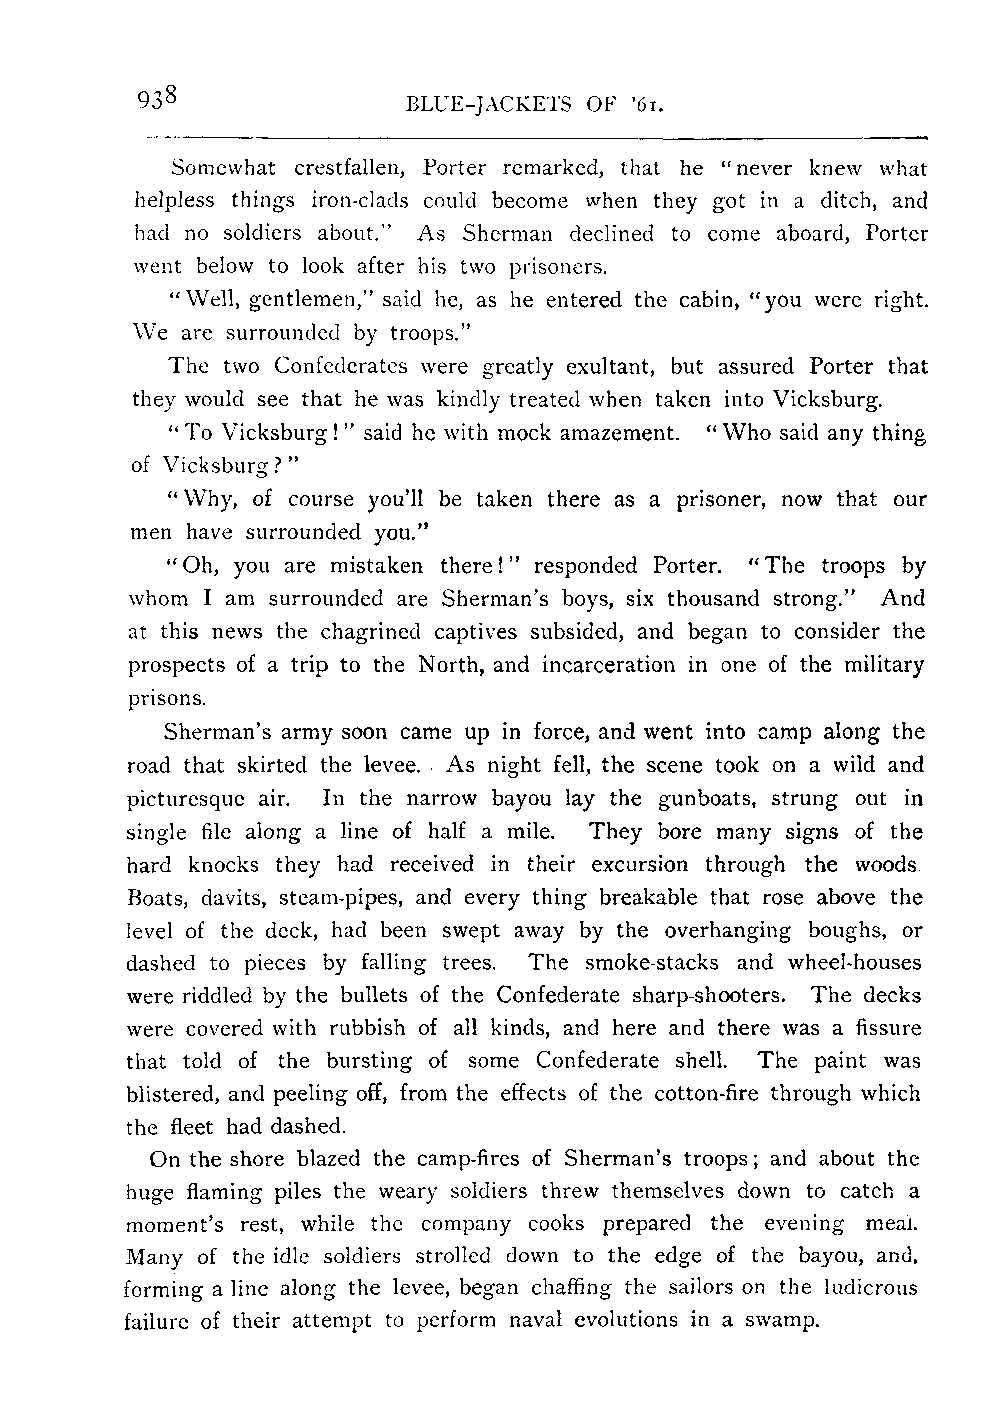 938
BLUE-JACKETS OF '61.
Somewhat crestfallen, Porter remarked, that he "never knew what
helpless things iron-clads could become when they got in a ditch, and
had no soldiers about." As Sherman declined to come aboard, Porter
went below to look after his two prisoners.
"Well, gentlemen," said he, as he entered the cabin, "you were right.
We are surrounded by troops."
The two Confederates were greatly exultant, but assured Porter that
they would see that he was kindly treated when taken into Vicksburg.
"To Vicksburg!" said he with mock amazement. "Who said any thing
of Vicksburg?"
"Why, of course you'll be taken there as a prisoner, now that our
men have surrounded you."
"Oh, you are mistaken there!" responded Porter. "The troops by
whom I am surrounded are Sherman's boys, six thousand strong." And
at this news the chagrined captives subsided, and began to consider the
prospects of a trip to the North, and incarceration in one of the military
prisons.
Sherman's army soon came up in force, and went into camp along the
road that skirted the levee. As night fell, the scene took on a wild and
picturesque air. In the narrow bayou lay the gunboats, strung out in
single file along a line of half a mile. They bore many signs of the
hard knocks they had received in their excursion through the woods.
Boats, davits, steam-pipes, and every thing breakable that rose above the
level of the deck, had been swept away by the overhanging boughs, or
dashed to pieces by falling trees. The smoke-stacks and wheel-houses
were riddled by the bullets of the Confederate sharp-shooters. The decks
were covered with rubbish of all kinds, and here and there was a fissure
that told of the bursting of some Confederate shell. The paint was
blistered, and peeling off, from the effects of the cotton-fire through which
the fleet had dashed.
On the shore blazed the camp-fires of Sherman's troops; and about the
huge flaming piles the weary soldiers threw themselves down to catch a
moment's rest, while the company cooks prepared the evening meal.
Many of the idle soldiers strolled down to the edge of the bayou, and,
forming a line along the levee, began chaffing the sailors on the ludicrous
failure of their attempt to perform naval evolutions in a swamp.